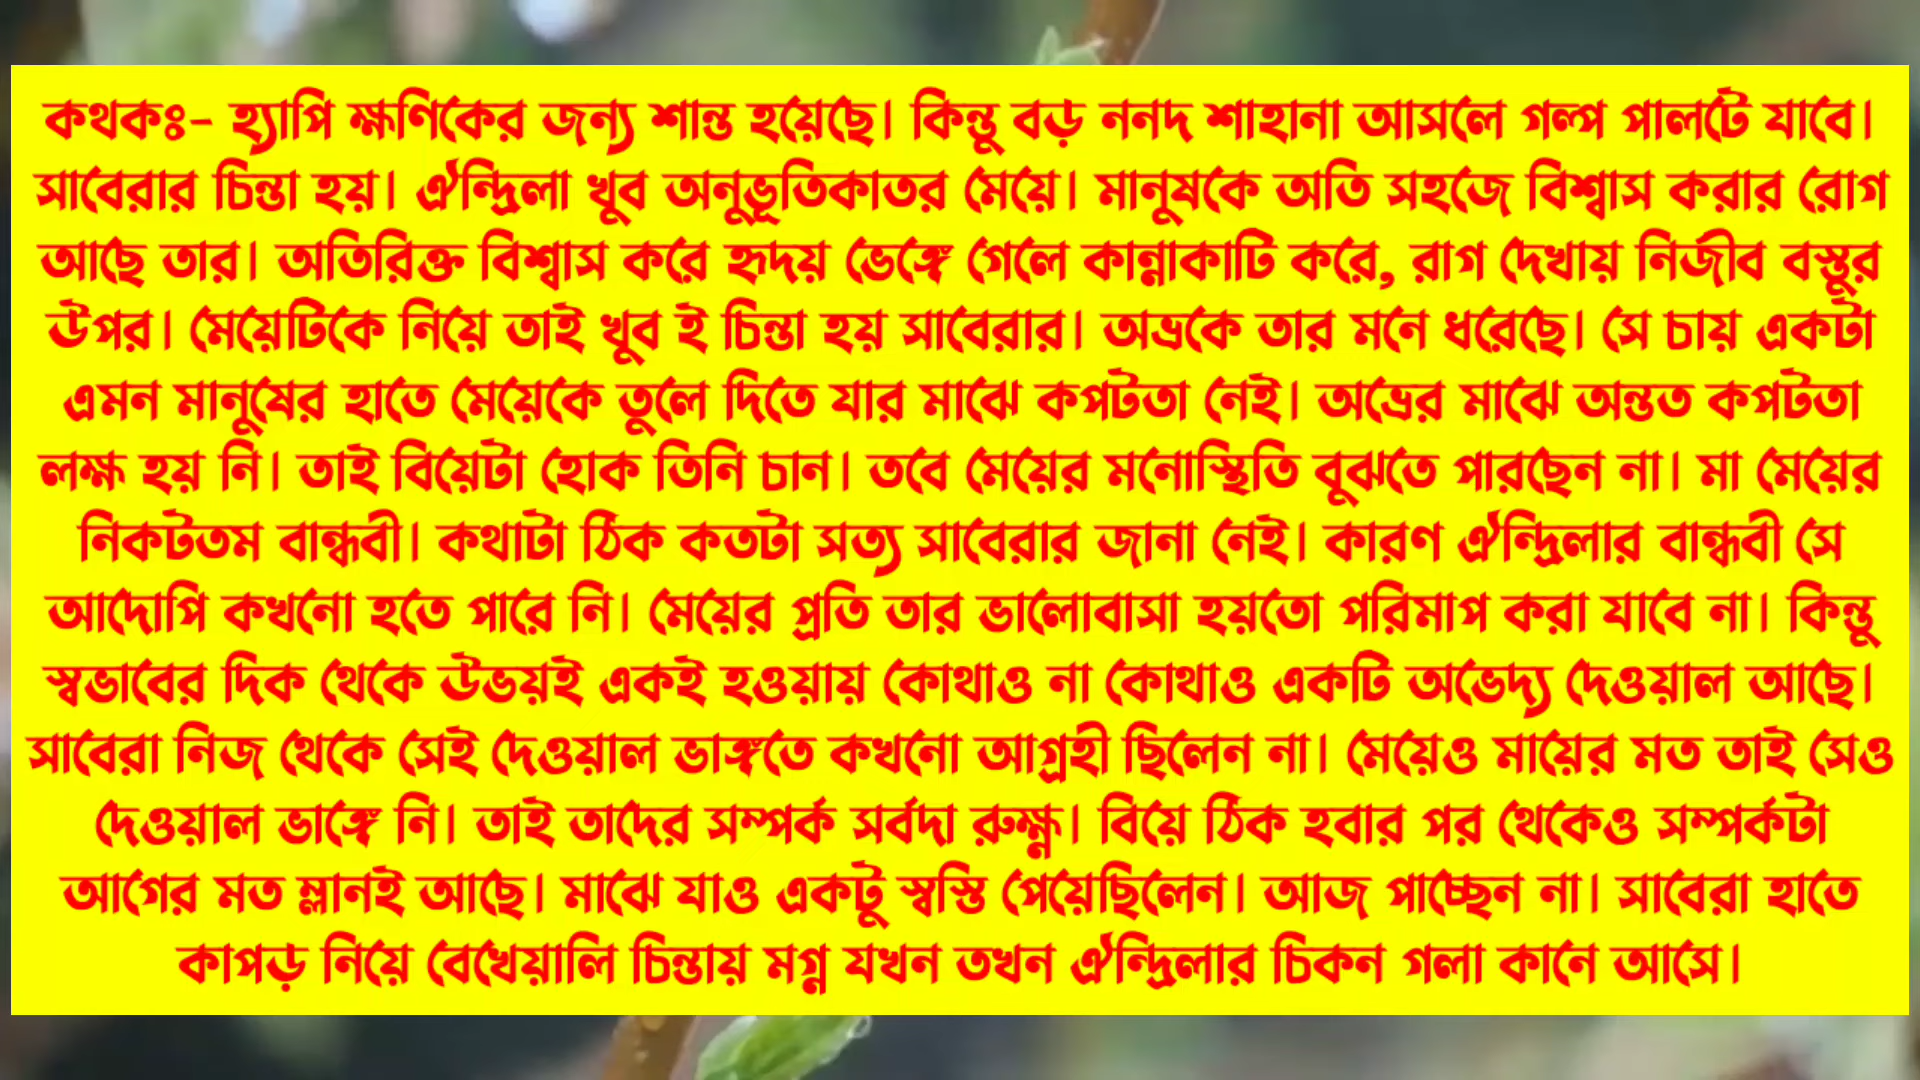 কথকঃ- হ্যাপি ক্ষণিকের জন্য শান্ত হয়েছে। কিন্তু বড় ননদ শাহানা আসলে গল্প পালটে যাবে।
সাবেরার চিন্তা হয়। ঐন্দ্রিলা খুব অনুভূতিকাতর মেয়ে। মানুষকে অতি সহজে বিশ্বাস করার রোগ
আছে তার। অতিরিক্ত বিশ্বাস করে হৃদয় ভেঙ্গে গেলে কান্নাকাটি করে, রাগ দেখায় নির্জীব বস্তুর
উপর। মেয়েটিকে নিয়ে তাই খুব ই চিন্তা হয় সাবেরার। অভ্রকে তার মনে ধরেছে। সে চায় একটা
এমন মানুষের হাতে মেয়েকে তুলে দিতে যার মাঝে কপটতা নেই। অভ্রের মাঝে অন্তত কপটতা
লক্ষ হয় নি। তাই বিয়েটা হোক তিনি চান। তবে মেয়ের মনোস্থিতি বুঝতে পারছেন না। মা মেয়ের
নিকটতম বান্ধবী। কথাটা ঠিক কতটা সত্য সাবেরার জানা নেই। কারণ ঐন্দ্রিলার বান্ধবী সে
আদোপি কখনো হতে পারে নি। মেয়ের প্রতি তার ভালোবাসা হয়তো পরিমাপ করা যাবে না। কিন্তু
স্বভাবের দিক থেকে উভয়ই একই হওয়ায় কোথাও না কোথাও একটি অভেদ্য দেওয়াল আছে।
সাবেরা নিজ থেকে সেই দেওয়াল ভাঙ্গতে কখনো আগ্রহী ছিলেন না। মেয়েও মায়ের মত তাই সেও
দেওয়াল ভাঙ্গে নি। তাই তাদের সম্পর্ক সর্বদা রুক্ষ্ণ। বিয়ে ঠিক হবার পর থেকেও সম্পর্কটা
আগের মত ম্লানই আছে। মাঝে যাও একটু স্বস্তি পেয়েছিলেন। আজ পাচ্ছেন না। সাবেরা হাতে
কাপড় নিয়ে বেখেয়ালি চিন্তায় মগ্ন যখন তখন ঐন্দ্রিলার চিকন গলা কানে আসে।